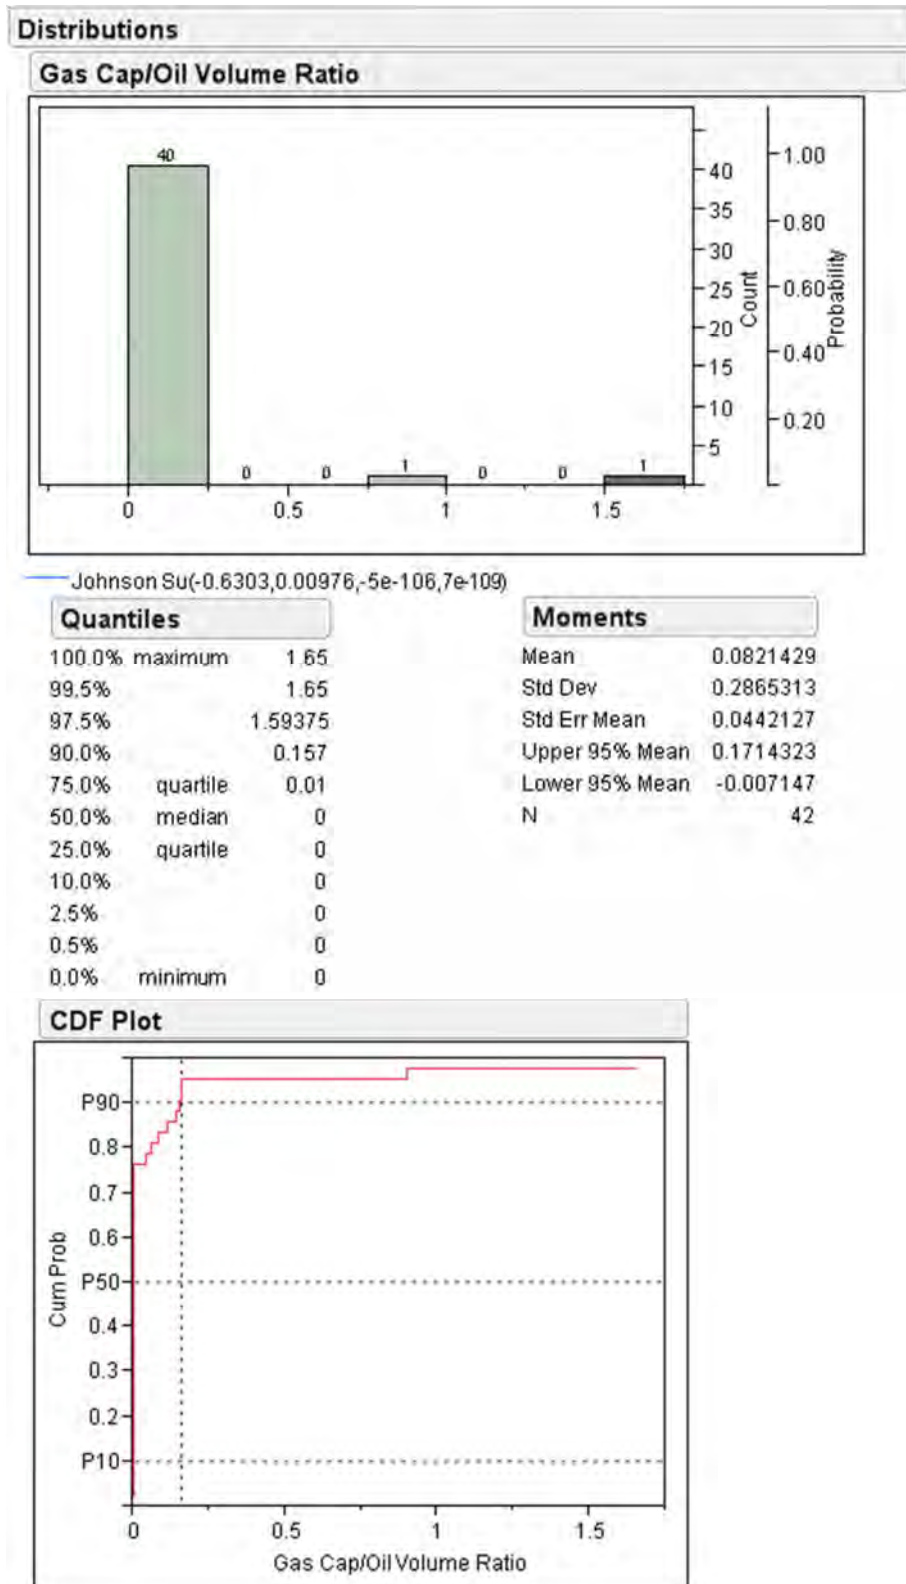 Distributions
Gas Cap/Oil Volume Ratio
40
0
0
1
0
0
1
40
35
30
25
20
15
10
5
Count
1.00
0.80
0.60
0.40
0.20
Probability
0 0.5 1 1.5
Johnson Su(-0.6303,0.00976,-5e-106,7e109)
Quantiles
100.0% maximum 1.65
99.5% 1.65
97.5% 1.59375
90.0% 0.157
75.0% quartile 0.01
50.0% median 0
25.0% quartile 0
10.0% 0
2.5% 0
0.5% 0
0.0% minimum 0
Moments
Mean 0.0821429
Std Dev 0.2865313
Std Err Mean 0.0442127
Upper 95% Mean 0.1714323
Lower 95% Mean -0.007147
N 42
CDF Plot
P90
0.8
0.7
0.6
P50
0.4
0.3
0.2
P10
Cum Prob
0 0.5 1 1.5
Gas Cap/Oil Volume Ratio